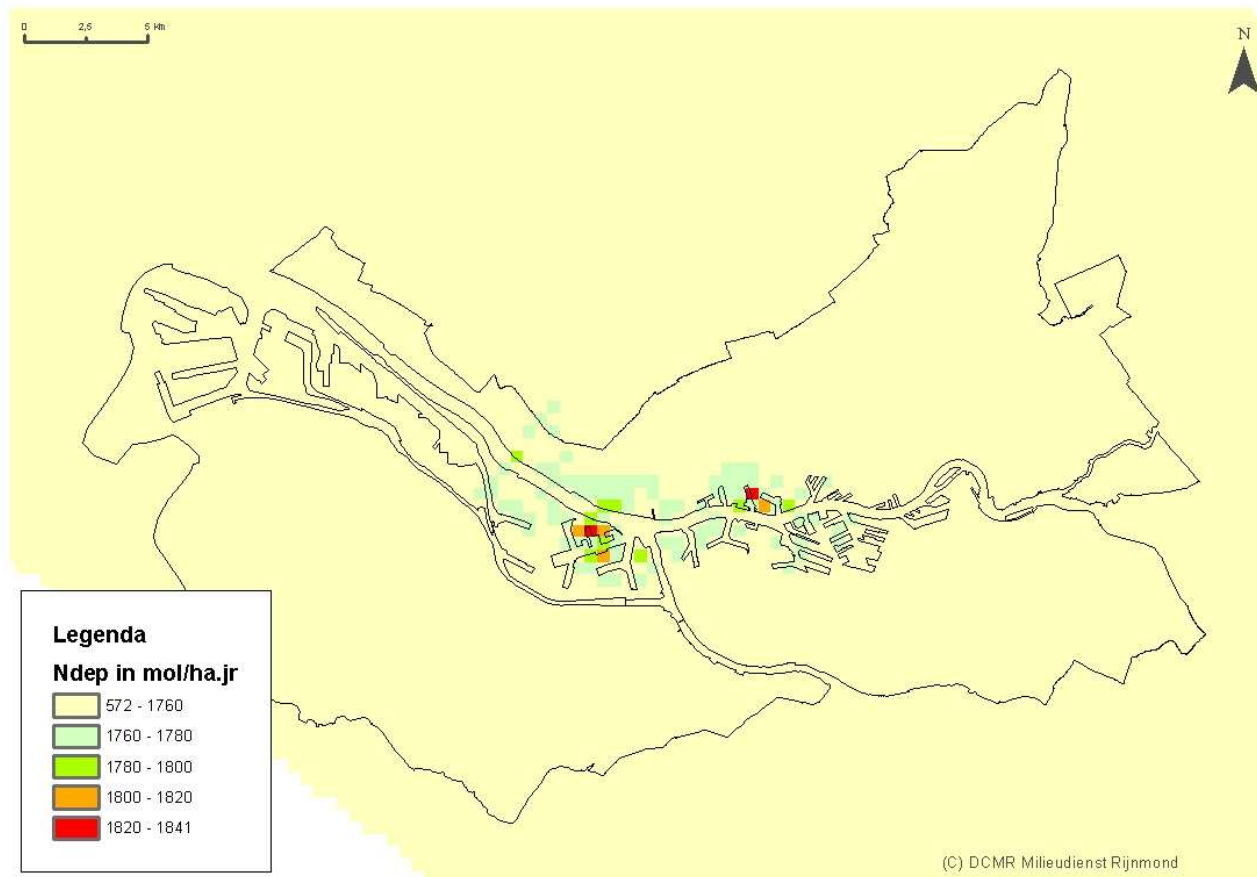 0 2,5 5 Km
N
Legenda
Ndep in mol/ha.jr
572 - 1760
1760 - 1780
1780 - 1800
1800 - 1820
1820 - 1841
(C) DCMR Milieudienst Rijnmond